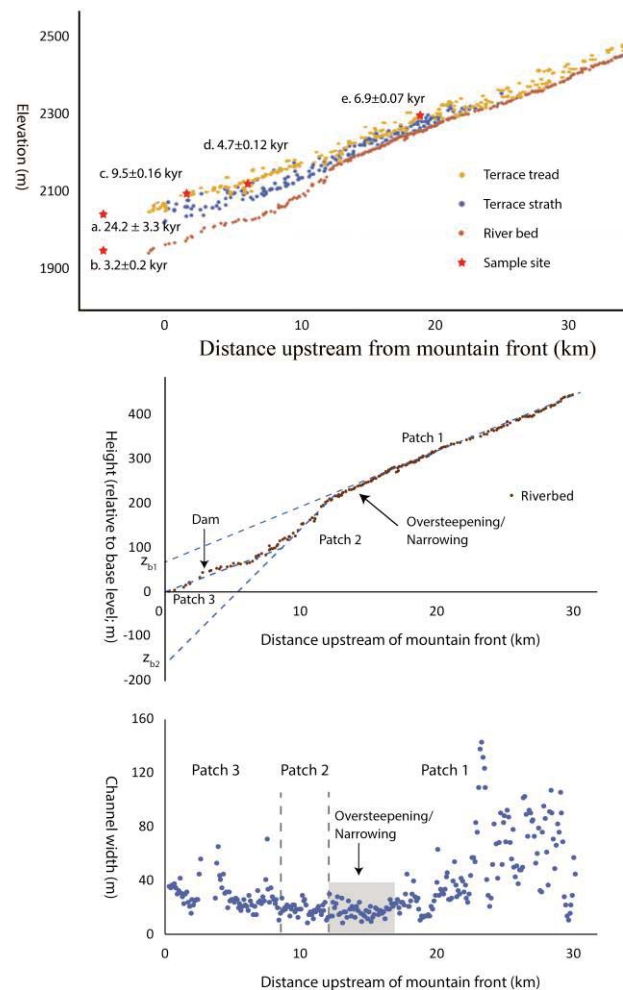 2500
2300
2100
1900
Elevation (m)
e. 6.9±0.07 kyr
d. 4.7±0.12 kyr
c. 9.5±0.16 kyr
a. 24.2 ± 3.3 kyr
b. 3.2±0.2 kyr
Terrace tread
Terrace strath
River bed
Sample site
0 10 20 30
Distance upstream from mountain front (km)
400
300
200
100
0
-100
-200
Height (relative to base level; m)
Patch 1
Riverbed
Oversteepening/
Narrowing
Dam
Patch 2
zb1
Patch 3
0 10 20 30
Distance upstream of mountain front (km)
zb2
160
120
80
40
0
Channel width
(m)
Patch 3 Patch 2 Patch 1
Oversteepening/
Narrowing
0 10 20 30
Distance upstream of mountain front (km)